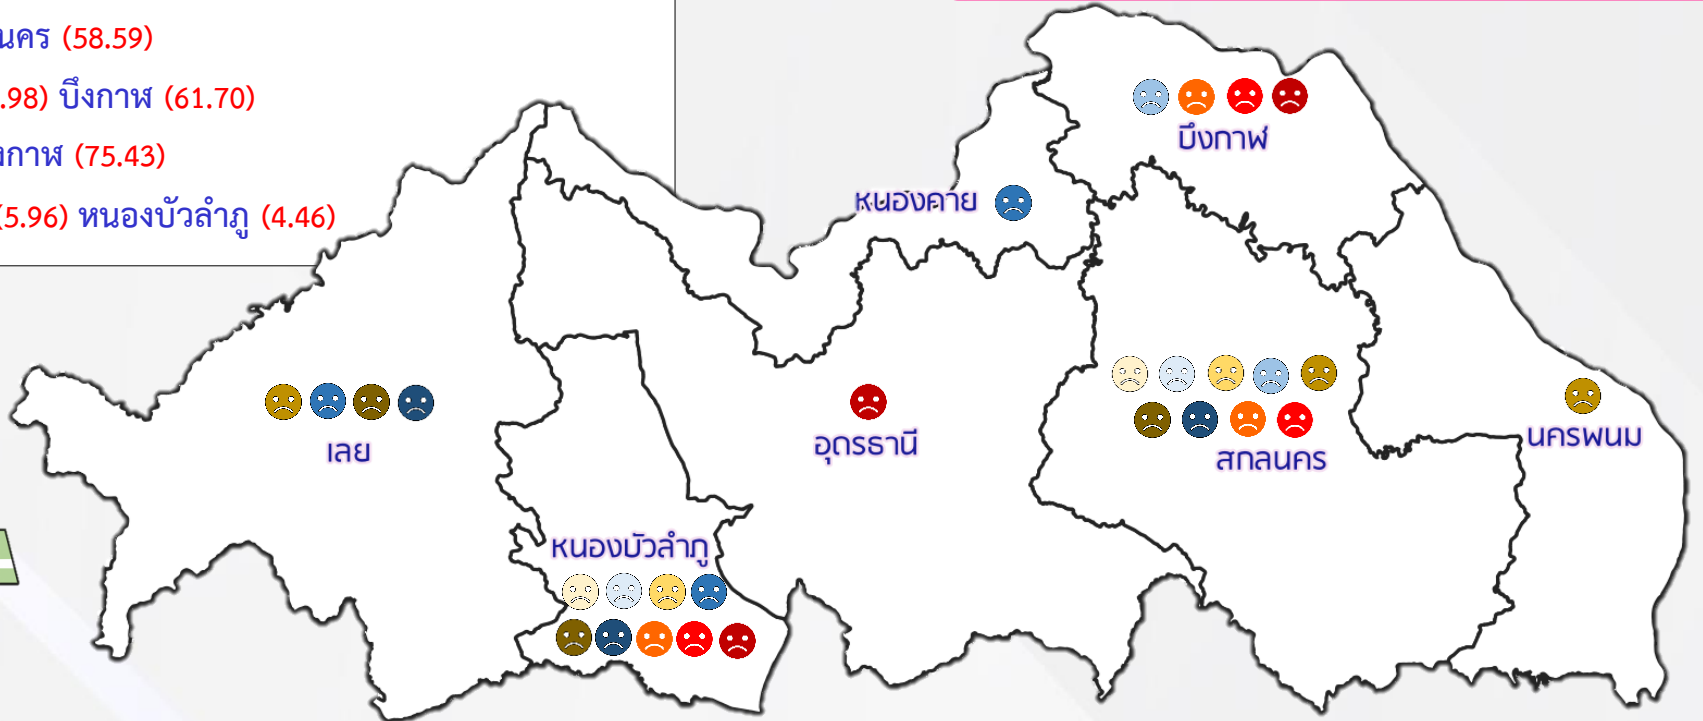 นคร (58.59)
.98) บึงกาฬ (61.70)
งกาฬ (75.43)
(5.96) หนองบัวลำภู (4.46)
บึงกาฬ
หนองคาย
เลย
อุดรธานี
สกลนคร
นครพนม
หนองบัวลำภู